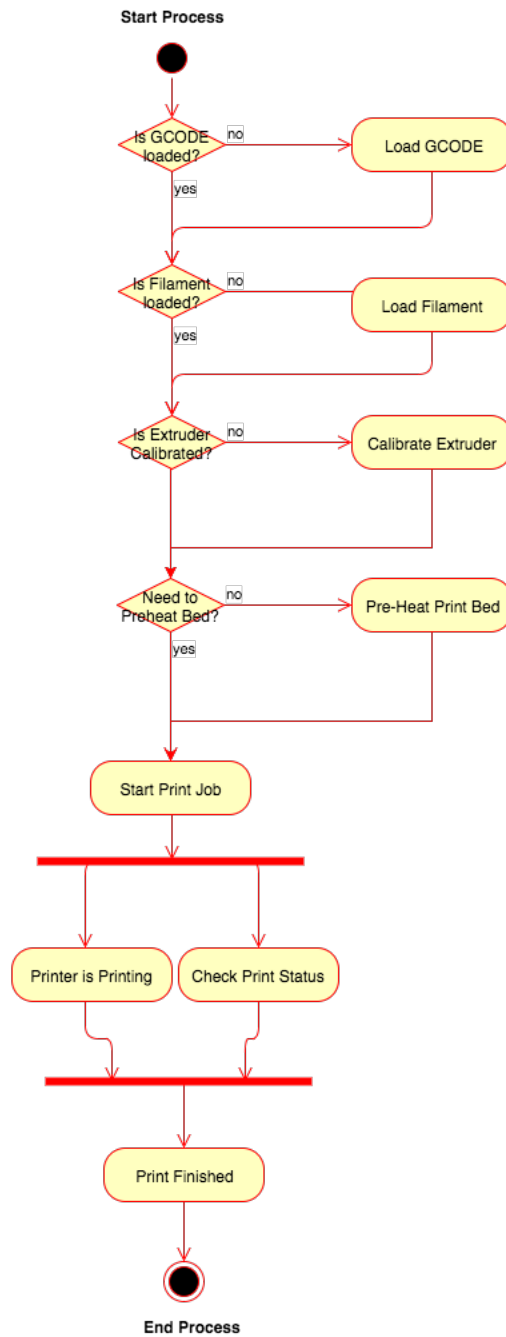 Start Process
Is GCODE
loaded?
no
Load GCODE
yes
Is Filament
loaded?
no
Load Filament
yes
Is Extruder
Calibrated?
no
Calibrate Extruder
Need to
Preheat Bed?
no
Pre-Heat Print Bed
yes
Start Print Job
Printer is Printing
Check Print Status
Print Finished
End Process